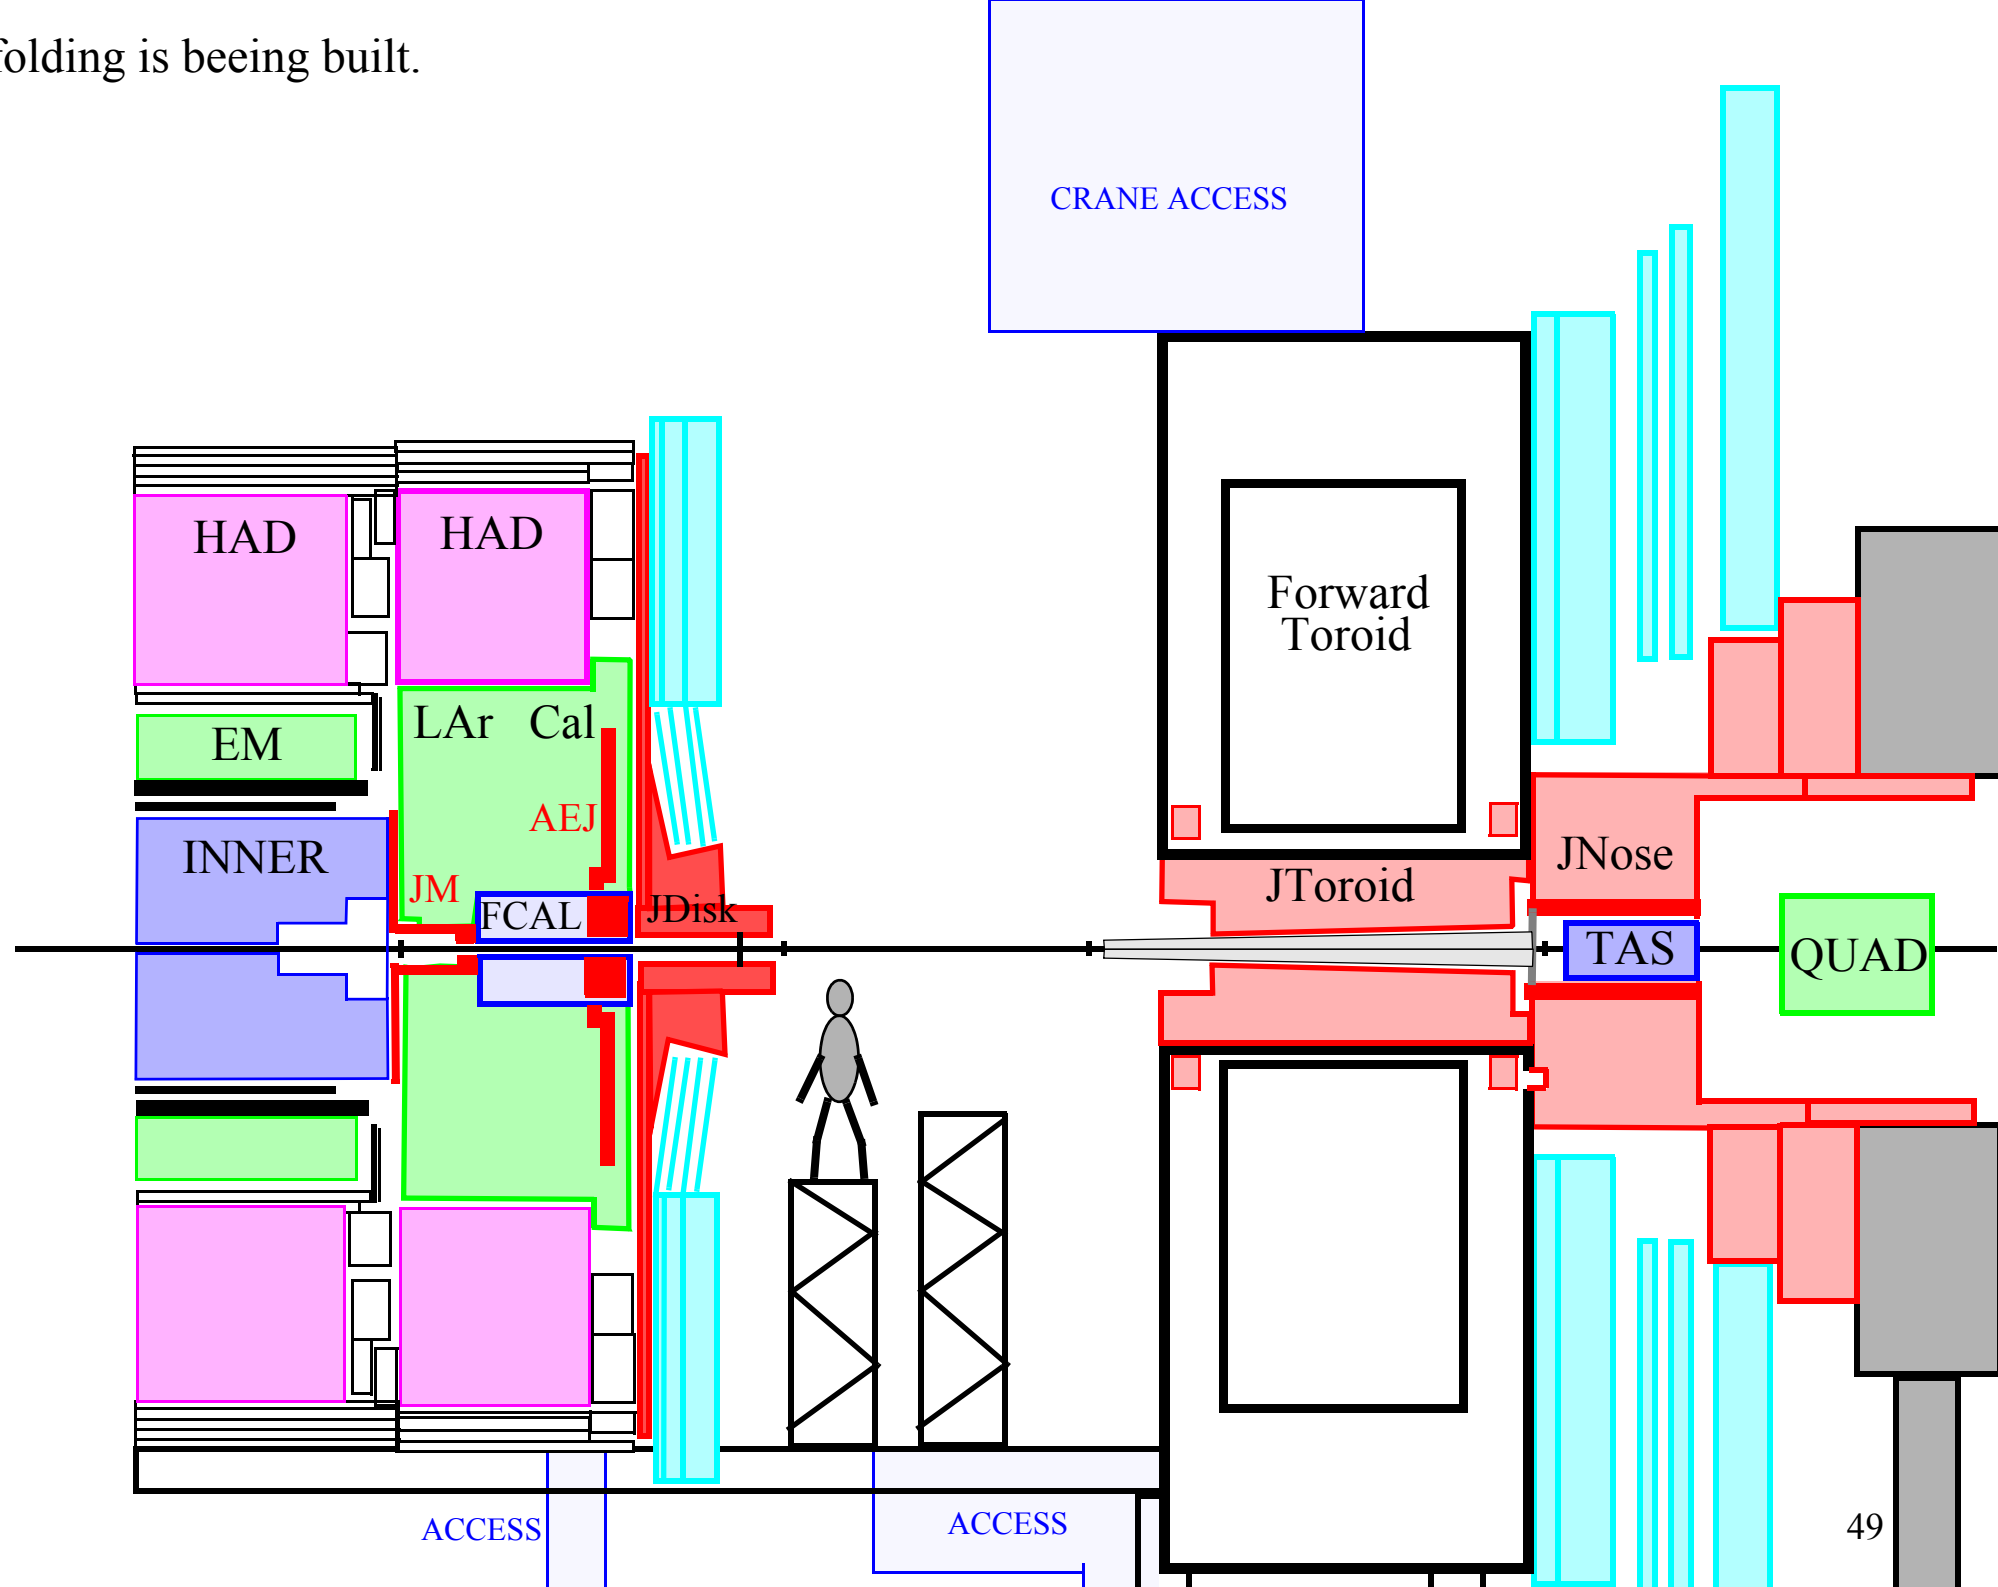 folding is beeing built.
CRANE ACCESS
HAD
HAD
Forward
Toroid
LAr Cal
EM
AEJ
INNER
JM
JNose
JToroid
FCAL
JDisk
TAS
QUAD
ACCESS
ACCESS
49